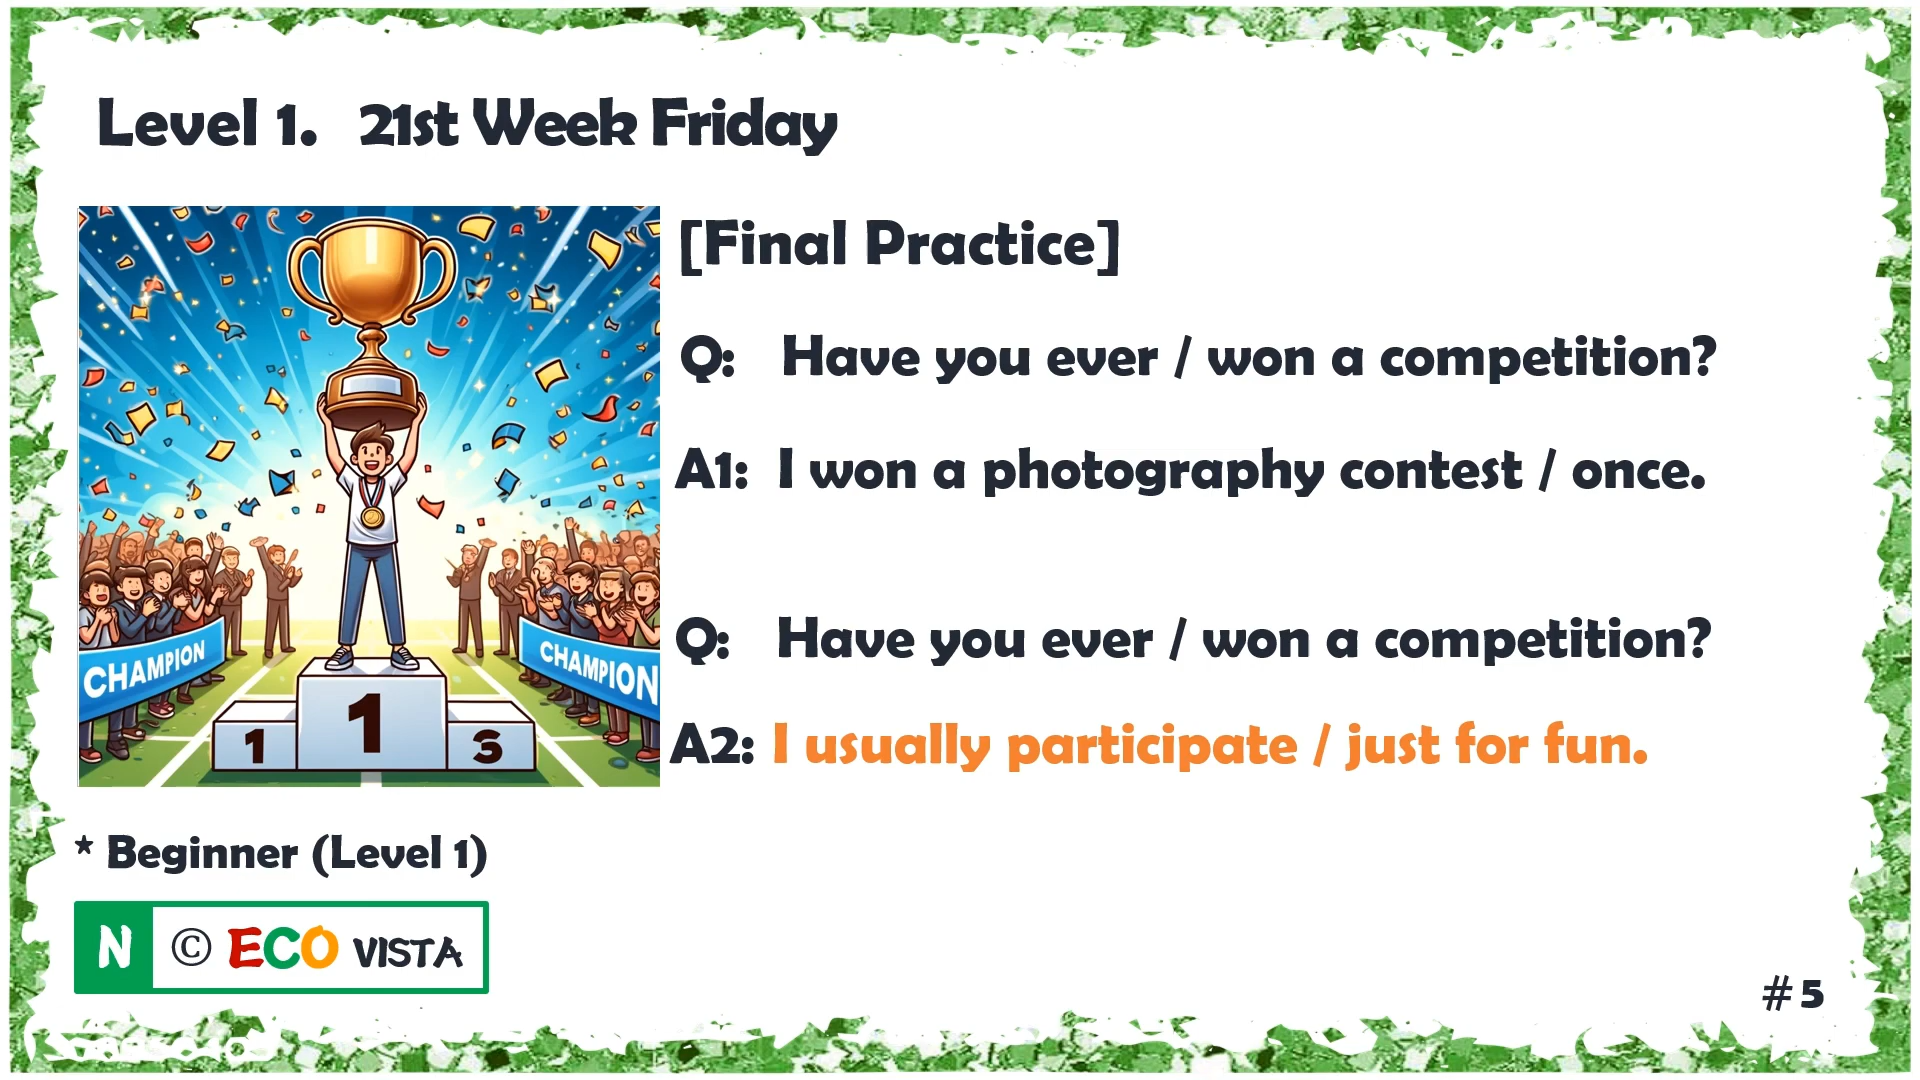 Level 1. 21st Week Friday
[Final Practice]
Q: Have you ever / won a competition?
A1: I won a photography contest / once.
Q: Have you ever / won a competition?
A2: I usually participate / just for fun.
CHAMPION
CHAMPION
1
1
3
* Beginner (Level 1)
N © ECO VISTA
#5